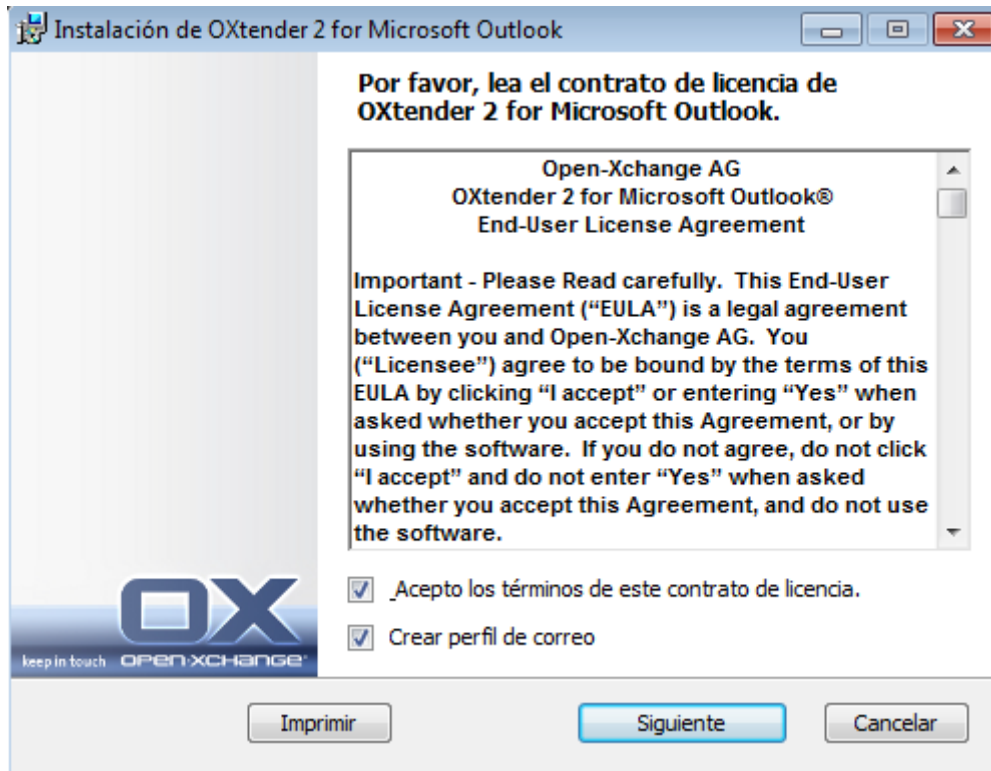 Instalación de OXtender 2 for Microsoft Outlook
Por favor, lea el contrato de licencia de
OXtender 2 for Microsoft Outlook.
Open-Xchange AG
OXtender 2 for Microsoft Outlook®
End-User License Agreement
Important - Please Read carefully.  This End-User
License Agreement (“EULA”) is a legal agreement
between you and Open-Xchange AG.  You
(“Licensee”) agree to be bound by the terms of this
EULA by clicking “I accept” or entering “Yes” when
asked whether you accept this Agreement, or by
using the software.  If you do not agree, do not click
“I accept” and do not enter “Yes” when asked
whether you accept this Agreement, and do not use
the software.
_Acepto los términos de este contrato de licencia.
Crear perfil de correo
OX
keep in touch OPEN-XCHANGE
Imprimir
Siguiente
Cancelar